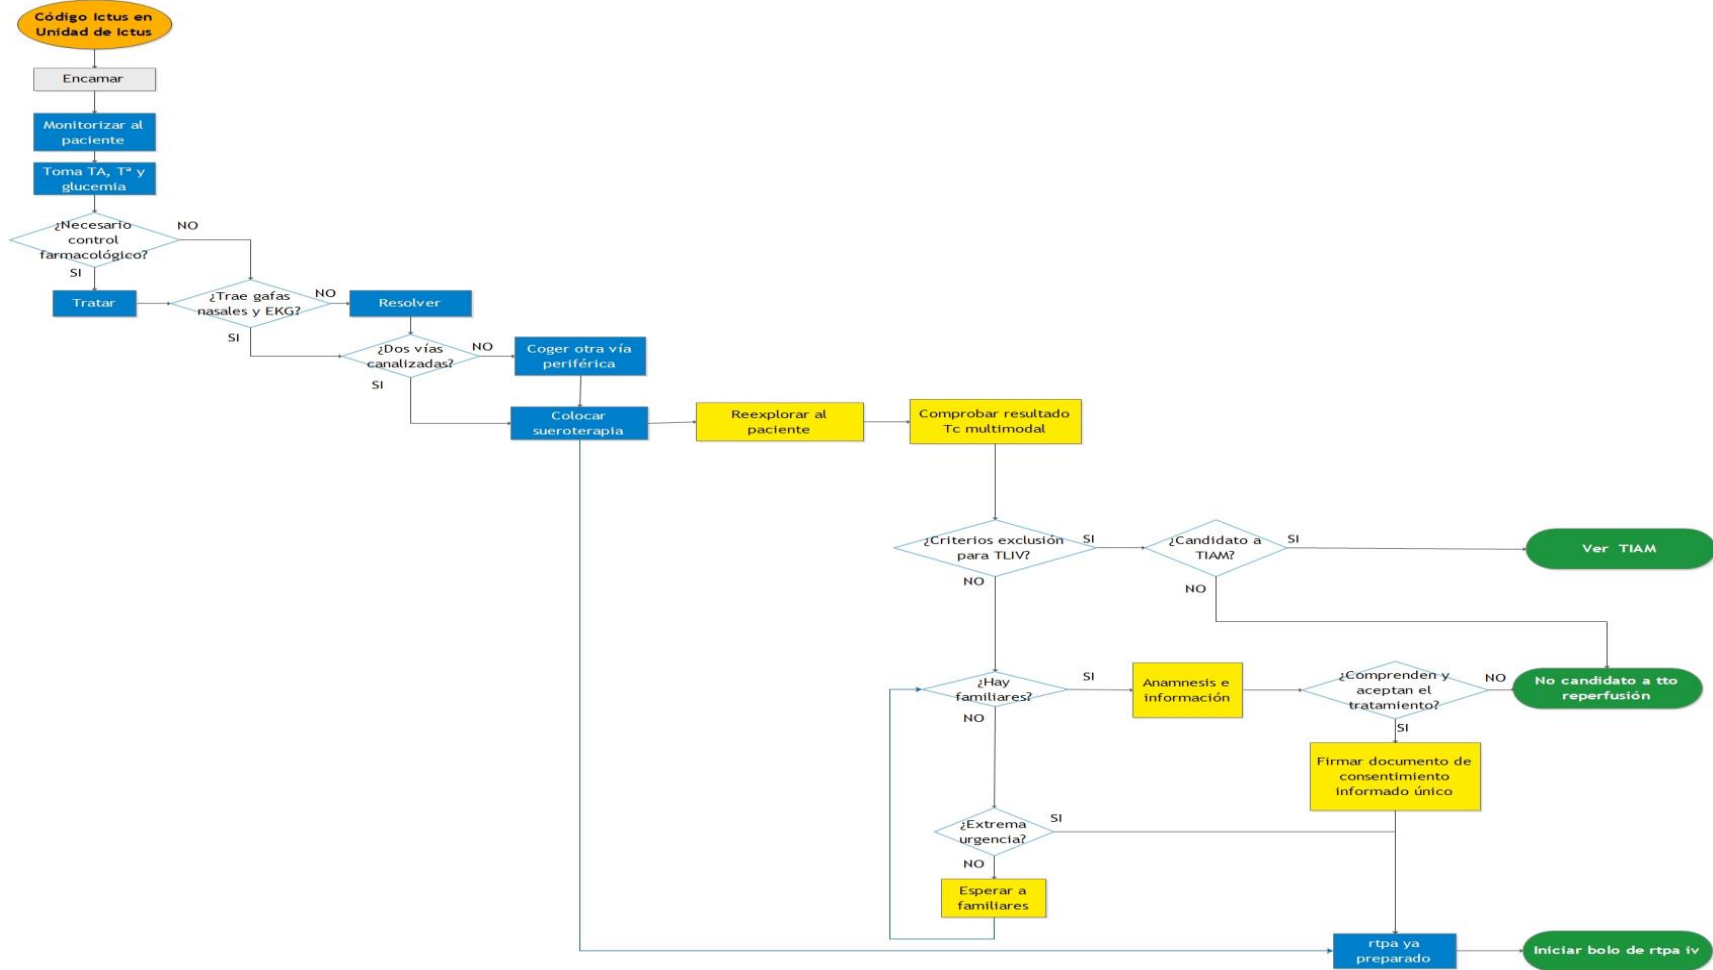 Código Ictus en
Unidad de Ictus
Encamar
Monitorizar al
paciente
Toma TA, Tª y
glucemia
¿Necesario
control
farmacológico?
NO
SI
Tratar
¿Trae gafas
nasales y EKG?
NO
SI
Resolver
¿Dos vías
canalizadas?
NO
SI
Coger otra vía
periférica
Colocar
sueroterapia
Reexplorar al
paciente
Comprobar resultado
Tc multimodal
¿Criterios exclusión
para TLIV?
SI
NO
¿Candidato a
TIAM?
SI
NO
Ver TIAM
¿Hay
familiares?
SI
NO
Anamnesis e
información
¿Comprenden y
aceptan el
tratamiento?
NO
SI
No candidato a tto
reperfusión
Firmar documento de
consentimiento
informado único
¿Extrema
urgencia?
SI
NO
Esperar a
familiares
rtpa ya
preparado
Iniciar bolo de rtpa iv